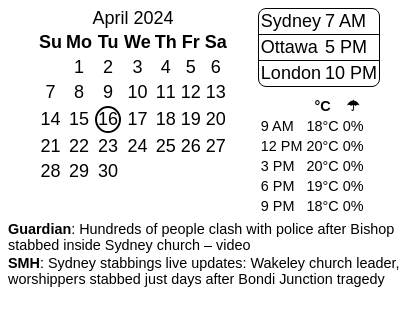 April 2024
Su Mo Tu We Th Fr Sa
1 2 3 4 5 6
7 8 9 10 11 12 13
14 15 16 17 18 19 20
21 22 23 24 25 26 27
28 29 30
Sydney 7 AM
Ottawa 5 PM
London 10 PM
°C ☂
9 AM 18°C 0%
12 PM 20°C 0%
3 PM 20°C 0%
6 PM 19°C 0%
9 PM 18°C 0%
Guardian: Hundreds of people clash with police after Bishop
stabbed inside Sydney church – video
SMH: Sydney stabbings live updates: Wakeley church leader,
worshippers stabbed just days after Bondi Junction tragedy